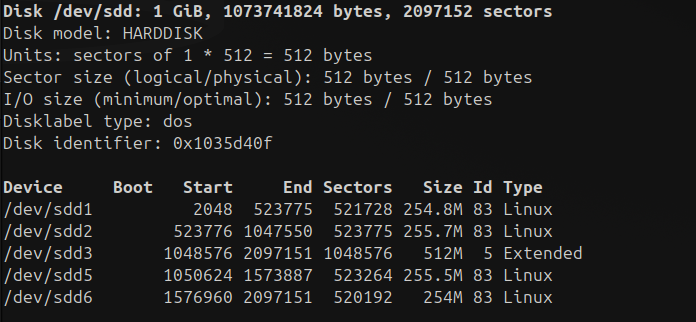 Disk /dev/sdd: 1 GiB, 1073741824 bytes, 2097152 sectors
Disk model: HARDDISK
Units: sectors of 1 * 512 = 512 bytes
Sector size (logical/physical): 512 bytes / 512 bytes
I/O size (minimum/optimal): 512 bytes / 512 bytes
Disklabel type: dos
Disk identifier: 0x1035d40f

Device     Boot   Start     End Sectors   Size Id Type
/dev/sdd1          2048  523775  521728 254.8M 83 Linux
/dev/sdd2        523776 1047550  523775 255.7M 83 Linux
/dev/sdd3       1048576 2097151 1048576   512M  5 Extended
/dev/sdd5       1050624 1573887  523264 255.5M 83 Linux
/dev/sdd6       1576960 2097151  520192   254M 83 Linux